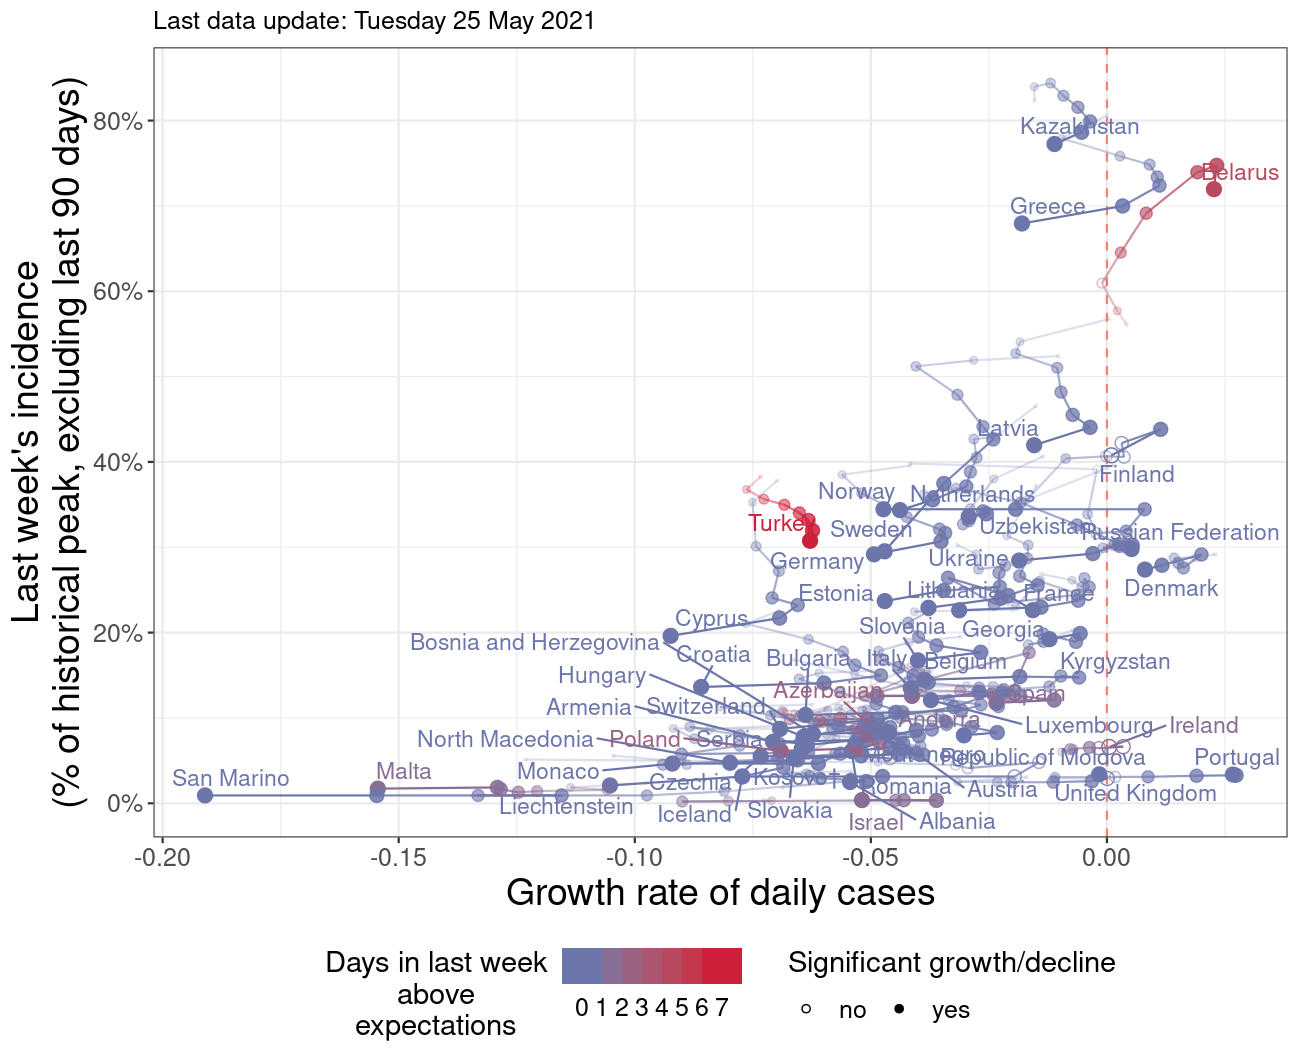 Last data update: Tuesday 25 May 2021
Last week's incidence
(% of historical peak, excluding last 90 days)
80%
60%
40%
20%
0%
Kazakhstan
Belarus
Greece
Latvia
Finland
Norway
Netherlands
Turkey
Sweden
Uzbekistan
Russian Federation
Germany
Ukraine
Denmark
Estonia
Lithuania
France
Cyprus
Slovenia
Georgia
Bosnia and Herzegovina
Croatia
Bulgaria
Italy
Belgium
Kyrgyzstan
Hungary
Azerbaijan
Spain
Armenia
Switzerland
Andorra
Luxembourg
Ireland
North Macedonia
Poland
Serbia
Montenegro
Republic of Moldova
Portugal
San Marino
Malta
Monaco
Czechia
Kosovo†
Romania
Austria
United Kingdom
Liechtenstein
Iceland
Slovakia
Israel
Albania
-0.20
-0.15
-0.10
-0.05
0.00
Growth rate of daily cases
Days in last week
above
expectations
0 1 2 3 4 5 6 7
Significant growth/decline
no
yes